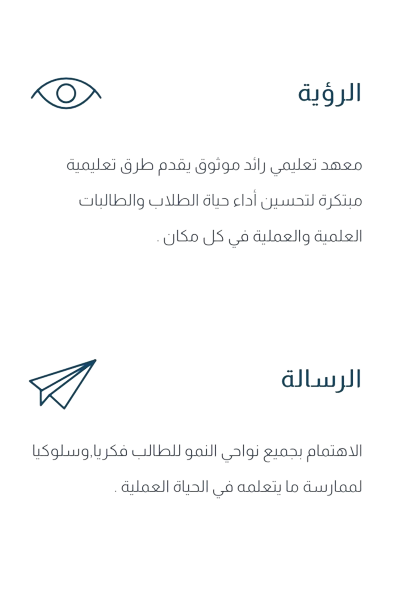 الرؤية
معهد تعليمي رائد موثوق يقدم طرق تعليمية
مبتكرة لتحسين أداء حياة الطلاب والطالبات
العلمية والعملية في كل مكان .
الرسالة
الاهتمام بجميع نواحي النمو للطالب فكريا,وسلوكيا
لممارسة ما يتعلمه في الحياة العملية .